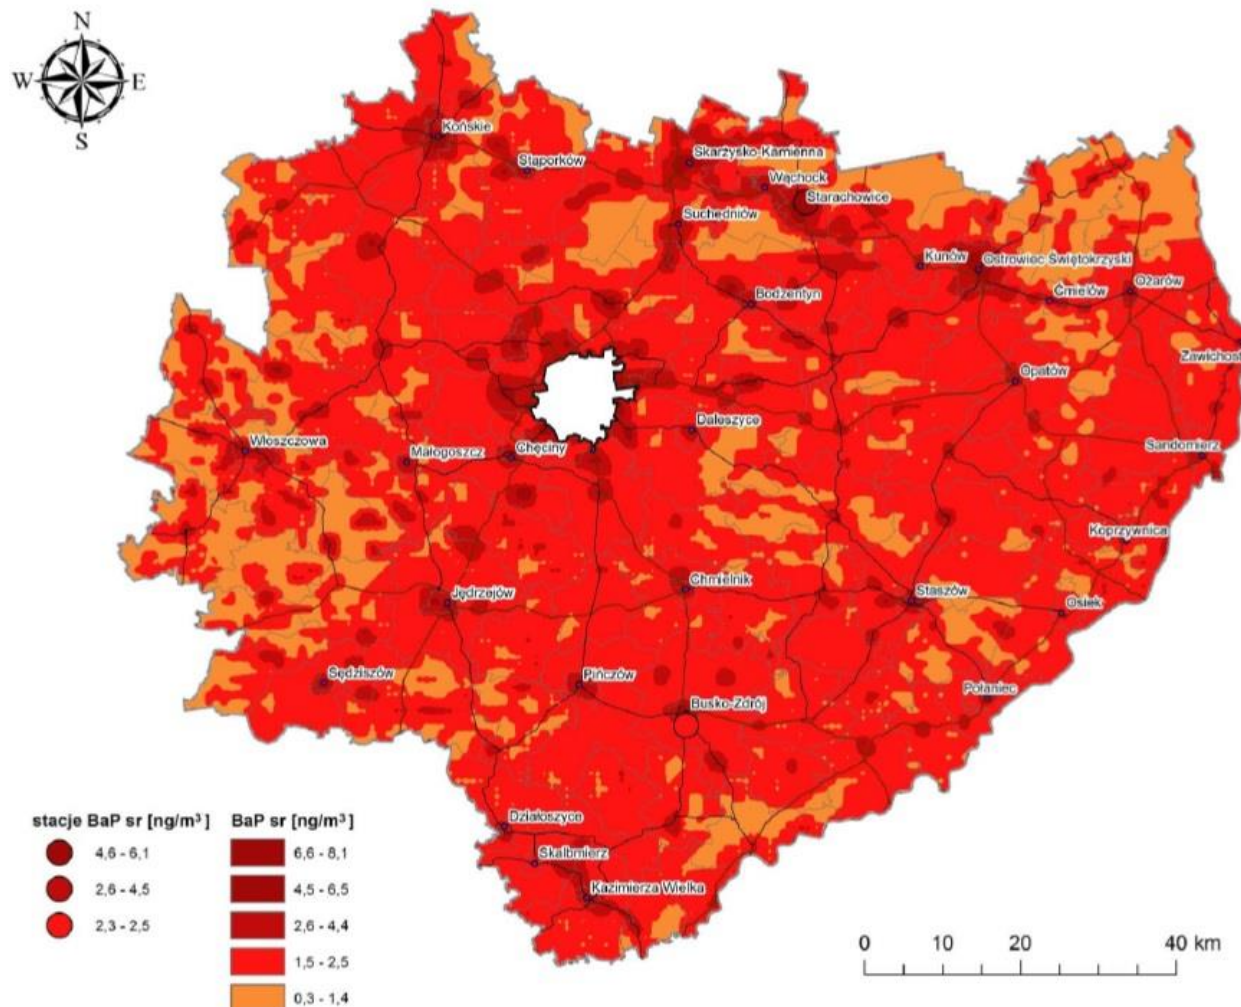 N
W E
S
Końskie
Stąporków
Skarżysko-Kamienna
Wąchock
Starachowice
Suchedniów
Kunów
Ostrowiec Świętokrzyski
Bodzentyn
Ćmielów
Ożarów
Zawichost
Opatów
Daleszyce
Włoszczowa
Małogoszcz
Chęciny
Sandomierz
Koprzywnica
Chmielnik
Jędrzejów
Staszów
Osiek
Sędziszów
Pińczów
Połaniec
Busko-Zdrój
Działoszyce
Skalbmierz
Kazimierza Wielka
stacje BaP sr [ng/m³ ]
4,6 - 6,1
2,6 - 4,5
2,3 - 2,5
BaP sr [ng/m³ ]
6,6 - 8,1
4,5 - 6,5
2,6 - 4,4
1,5 - 2,5
0,3 - 1,4
0 10 20 40 km